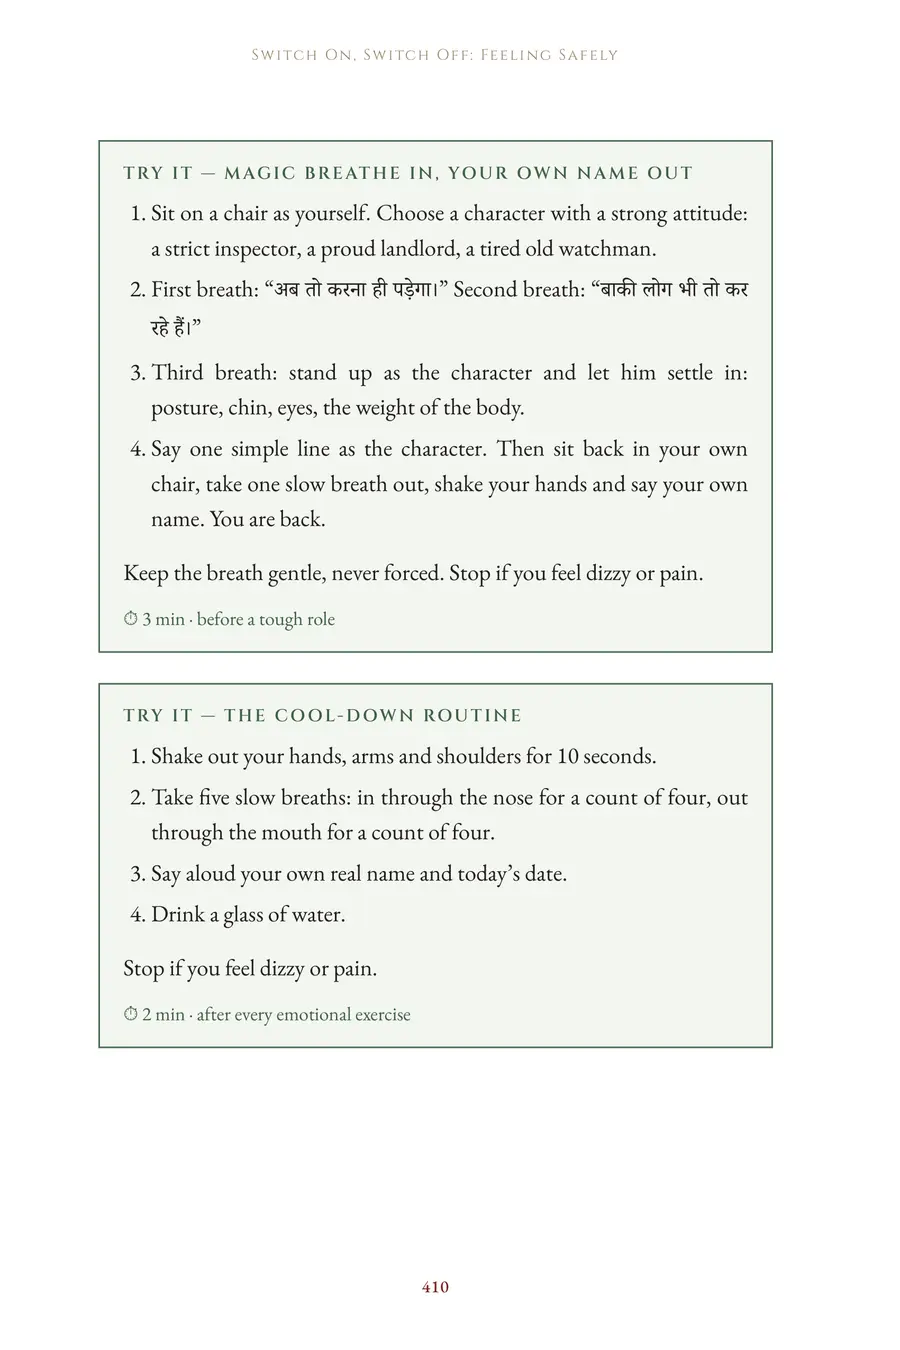 Switch On, Switch Off: Feeling Safely
TRY IT — MAGIC BREATHE IN, YOUR OWN NAME OUT
1. Sit on a chair as yourself. Choose a character with a strong attitude:
a strict inspector, a proud landlord, a tired old watchman.
2. First breath: “अब तो करना ही पड़ेगा।” Second breath: “बाकी लोग भी तो कर
रहे हैं।”
3. Third breath: stand up as the character and let him settle in:
posture, chin, eyes, the weight of the body.
4. Say one simple line as the character. Then sit back in your own
chair, take one slow breath out, shake your hands and say your own
name. You are back.
Keep the breath gentle, never forced. Stop if you feel dizzy or pain.
⏱ 3 min · before a tough role
TRY IT — THE COOL-DOWN ROUTINE
1. Shake out your hands, arms and shoulders for 10 seconds.
2. Take five slow breaths: in through the nose for a count of four, out
through the mouth for a count of four.
3. Say aloud your own real name and today’s date.
4. Drink a glass of water.
Stop if you feel dizzy or pain.
⏱ 2 min · after every emotional exercise
410